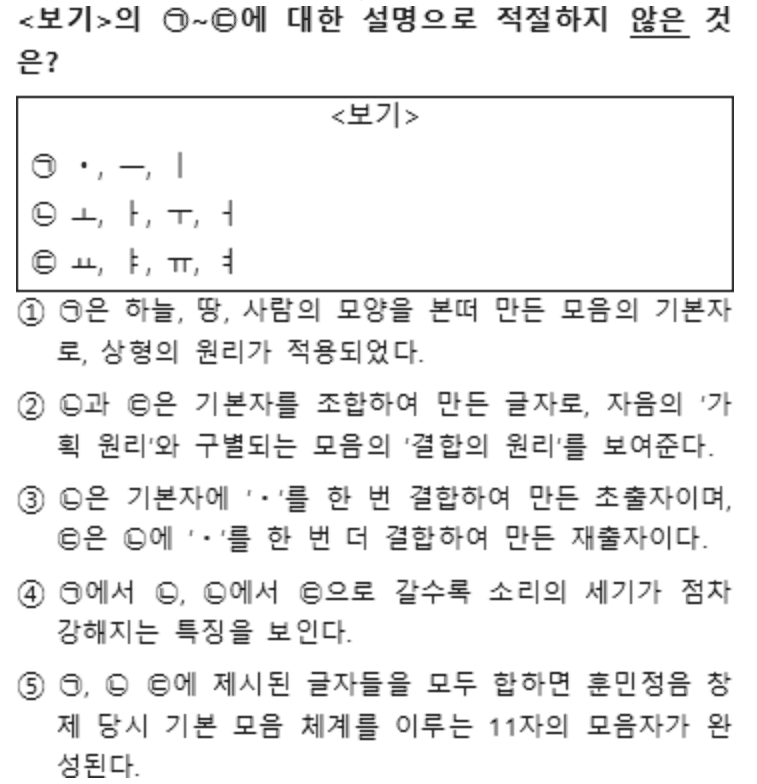 <보기>의 ㉠~㉢에 대한 설명으로 적절하지 않은 것
은?
<보기>
㉠ ㆍ, ㅡ, ㅣ
㉡ ㅗ, ㅏ, ㅜ, ㅓ
㉢ ㅛ, ㅑ, ㅠ, ㅕ
① ㉠은 하늘, 땅, 사람의 모양을 본떠 만든 모음의 기본자
로, 상형의 원리가 적용되었다.
② ㉡과 ㉢은 기본자를 조합하여 만든 글자로, 자음의 '가
획 원리'와 구별되는 모음의 '결합의 원리'를 보여준다.
③ ㉡은 기본자에 'ㆍ'를 한 번 결합하여 만든 초출자이며,
㉢은 ㉡에 'ㆍ'를 한 번 더 결합하여 만든 재출자이다.
④ ㉠에서 ㉡, ㉡에서 ㉢으로 갈수록 소리의 세기가 점차
강해지는 특징을 보인다.
⑤ ㉠, ㉡ ㉢에 제시된 글자들을 모두 합하면 훈민정음 창
제 당시 기본 모음 체계를 이루는 11자의 모음자가 완
성된다.